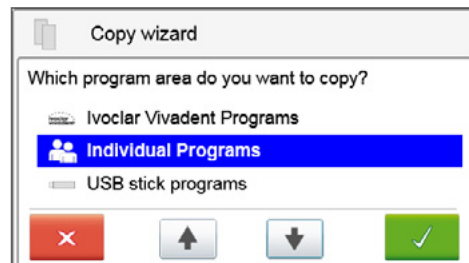 Copy wizard
Which program area do you want to copy?
Ivoclar Vivadent Programs
Individual Programs
USB stick programs